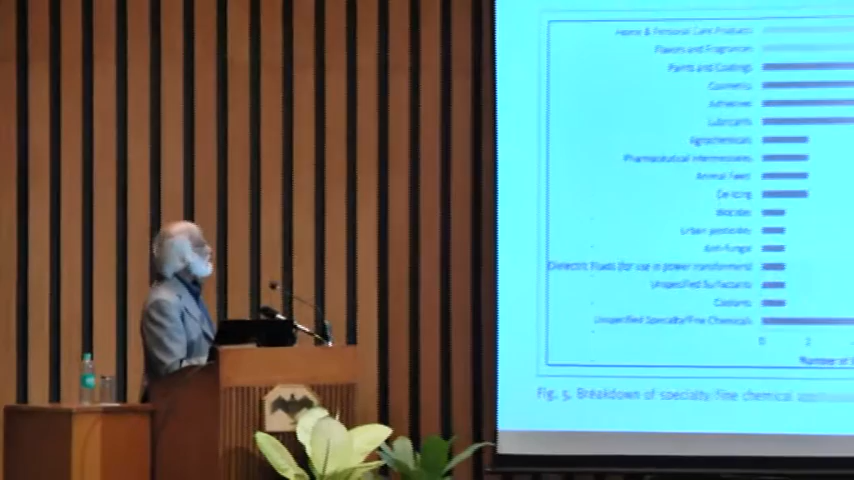 Home & Personal Care Products
Flavors and Fragrances
Paints and Coatings
Cosmetics
Adhesives
Lubricants
Agrochemicals
Pharmaceutical Intermediates
Animal Feed
De-icing
Biocides
Urban pesticides
Anti-fungal
Dielectric fluids (for use in power transformers)
Unspecified Surfactants
Coolants
Unspecified Specialty/Fine Chemicals
0 2
Number of
Fig. 5. Breakdown of specialty/fine chemical